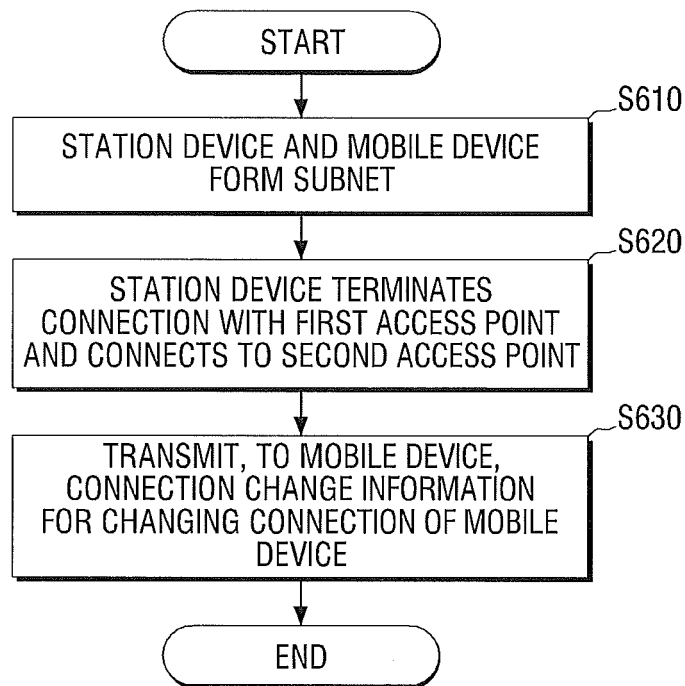 START
S610
STATION DEVICE AND MOBILE DEVICE
FORM SUBNET
S620
STATION DEVICE TERMINATES
CONNECTION WITH FIRST ACCESS POINT
AND CONNECTS TO SECOND ACCESS POINT
S630
TRANSMIT, TO MOBILE DEVICE,
CONNECTION CHANGE INFORMATION
FOR CHANGING CONNECTION OF MOBILE
DEVICE
END